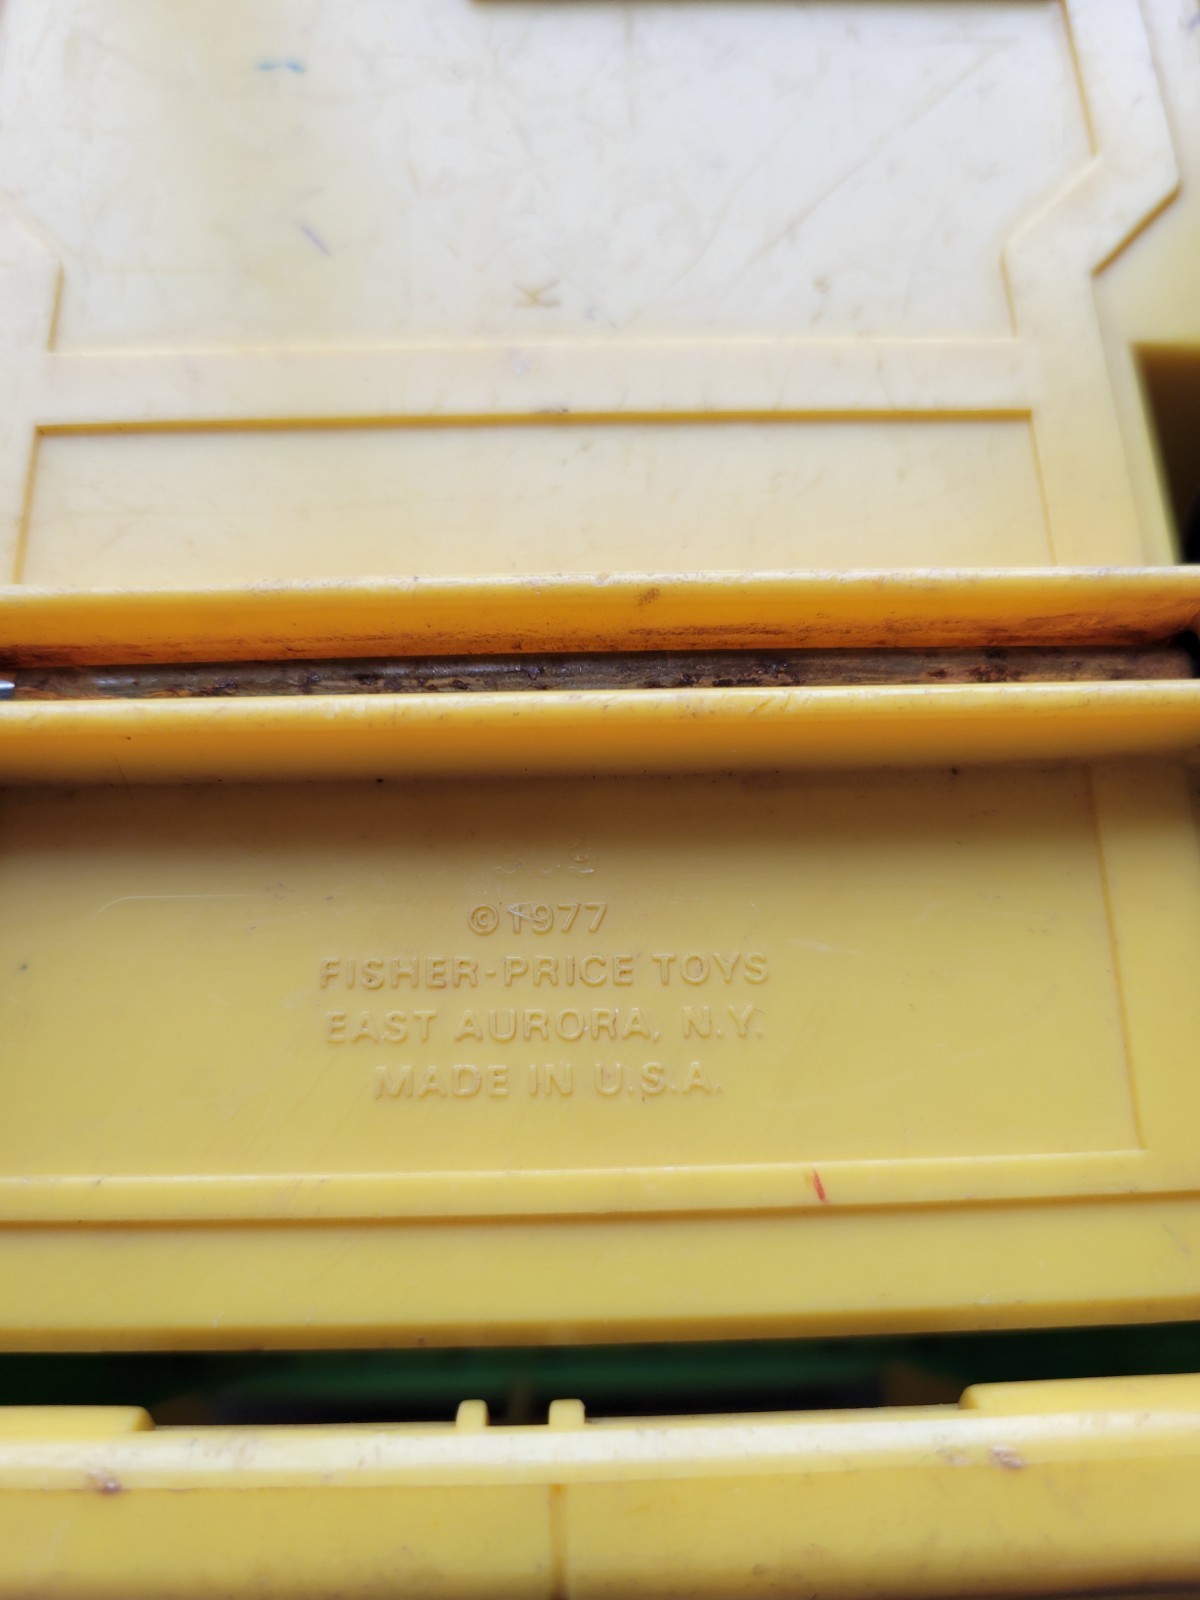 ©1977
FISHER-PRICE TOYS
EAST AURORA, N.Y.
MADE IN U.S.A.